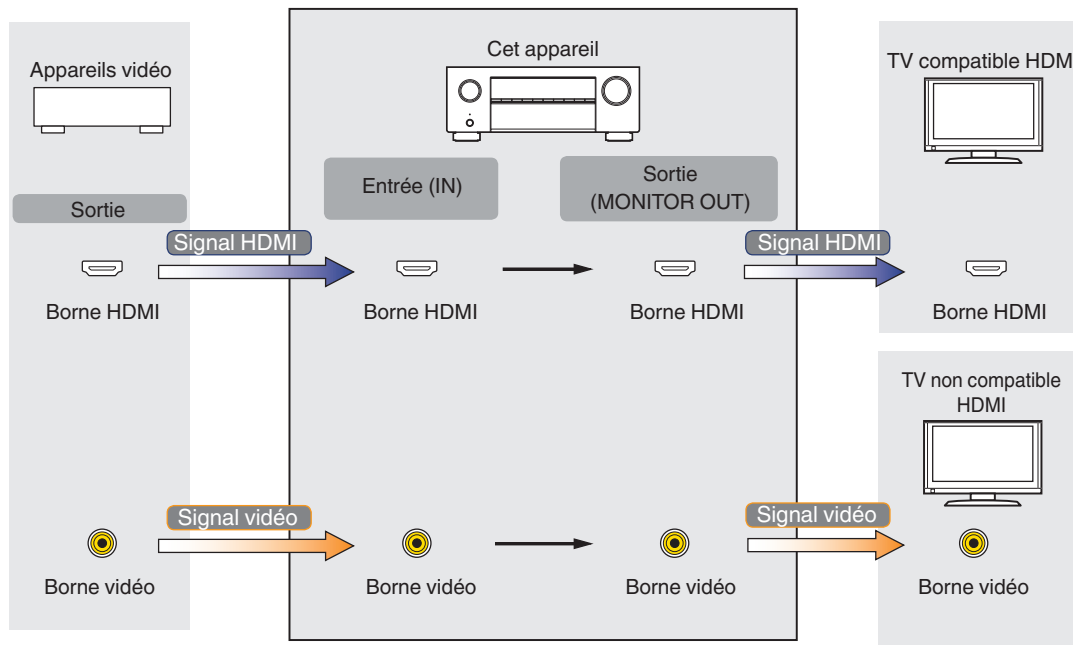 Appareils vidéo
Cet appareil
TV compatible HDM
Sortie
Entrée (IN)
Sortie
(MONITOR OUT)
Signal HDMI
Signal HDMI
Borne HDMI
Borne HDMI
Borne HDMI
Borne HDMI
TV non compatible
HDMI
Signal vidéo
Signal vidéo
Borne vidéo
Borne vidéo
Borne vidéo
Borne vidéo